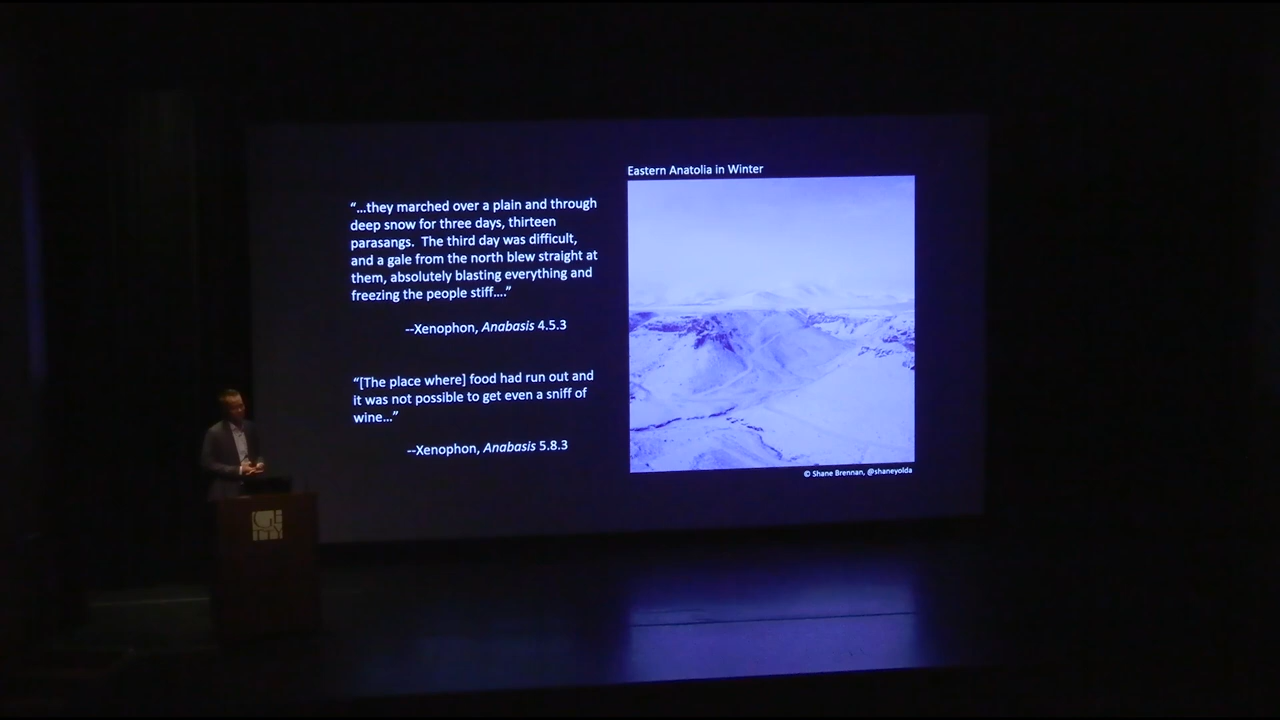 Eastern Anatolia in Winter
“...they marched over a plain and through
deep snow for three days, thirteen
parasangs.  The third day was difficult,
and a gale from the north blew straight at
them, absolutely blasting everything and
freezing the people stiff....”
--Xenophon, Anabasis 4.5.3
“[The place where] food had run out and
it was not possible to get even a sniff of
wine...”
--Xenophon, Anabasis 5.8.3
© Shane Brennan, @shaneyolda
GE
TTY